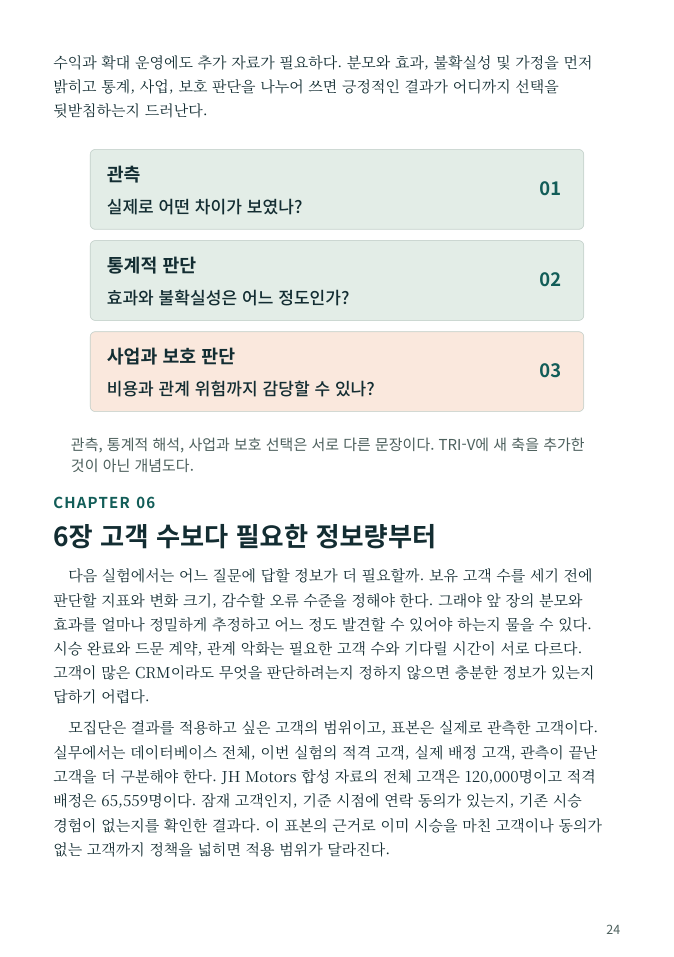 수익과 확대 운영에도 추가 자료가 필요하다. 분모와 효과, 불확실성 및 가정을 먼저
밝히고 통계, 사업, 보호 판단을 나누어 쓰면 긍정적인 결과가 어디까지 선택을
뒷받침하는지 드러난다.
관측
실제로 어떤 차이가 보였나?
01
통계적 판단
효과와 불확실성은 어느 정도인가?
02
사업과 보호 판단
비용과 관계 위험까지 감당할 수 있나?
03
관측, 통계적 해석, 사업과 보호 선택은 서로 다른 문장이다. TRI-V에 새 축을 추가한
것이 아닌 개념도다.
CHAPTER 06
6장 고객 수보다 필요한 정보량부터
다음 실험에서는 어느 질문에 답할 정보가 더 필요할까. 보유 고객 수를 세기 전에
판단할 지표와 변화 크기, 감수할 오류 수준을 정해야 한다. 그래야 앞 장의 분모와
효과를 얼마나 정밀하게 추정하고 어느 정도 발견할 수 있어야 하는지 물을 수 있다.
시승 완료와 드문 계약, 관계 악화는 필요한 고객 수와 기다릴 시간이 서로 다르다.
고객이 많은 CRM이라도 무엇을 판단하려는지 정하지 않으면 충분한 정보가 있는지
답하기 어렵다.
모집단은 결과를 적용하고 싶은 고객의 범위이고, 표본은 실제로 관측한 고객이다.
실무에서는 데이터베이스 전체, 이번 실험의 적격 고객, 실제 배정 고객, 관측이 끝난
고객을 더 구분해야 한다. JH Motors 합성 자료의 전체 고객은 120,000명이고 적격
배정은 65,559명이다. 잠재 고객인지, 기준 시점에 연락 동의가 있는지, 기존 시승
경험이 없는지를 확인한 결과다. 이 표본의 근거로 이미 시승을 마친 고객이나 동의가
없는 고객까지 정책을 넓히면 적용 범위가 달라진다.
24